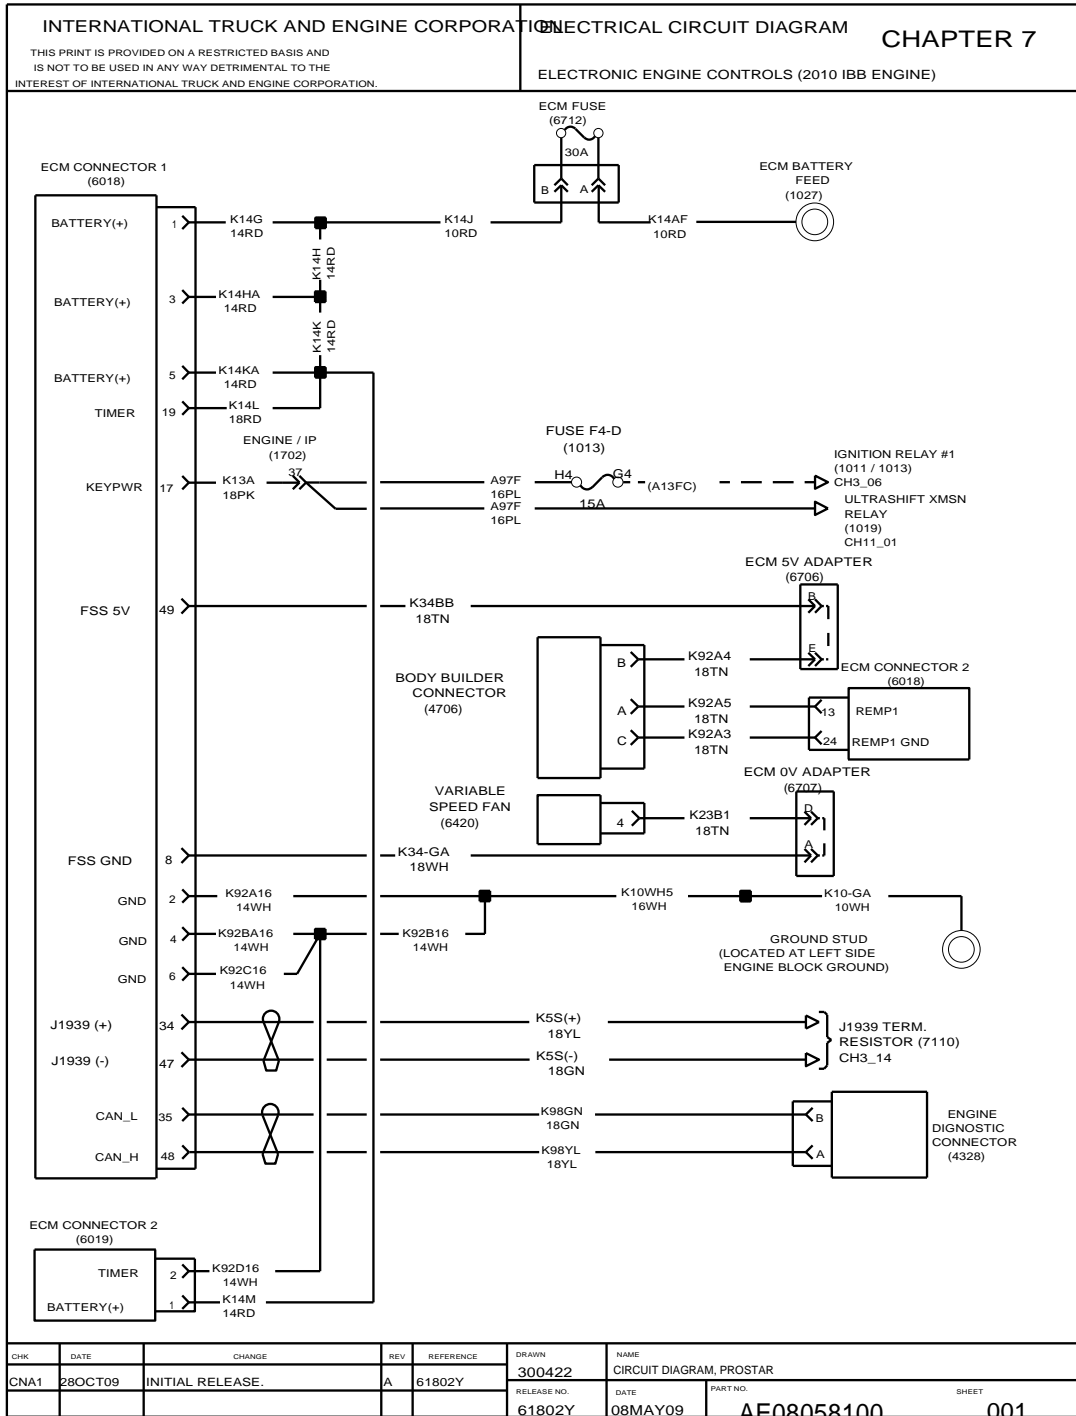 INTERNATIONAL TRUCK AND ENGINE CORPORATION
THIS PRINT IS PROVIDED ON A RESTRICTED BASIS AND
IS NOT TO BE USED IN ANY WAY DETRIMENTAL TO THE
INTEREST OF INTERNATIONAL TRUCK AND ENGINE CORPORATION.
ELECTRICAL CIRCUIT DIAGRAM
CHAPTER 7
ELECTRONIC ENGINE CONTROLS (2010 IBB ENGINE)
ECM FUSE
(6712)
30A
B
A
ECM CONNECTOR 1
(6018)
ECM BATTERY
FEED
(1027)
BATTERY(+)
1
K14G
14RD
K14J
10RD
K14AF
10RD
K14H
14RD
BATTERY(+)
3
K14HA
14RD
K14K
14RD
BATTERY(+)
5
K14KA
14RD
TIMER
19
K14L
18RD
ENGINE / IP
(1702)
37
FUSE F4-D
(1013)
H4
G4
15A
KEYPWR
17
K13A
18PK
A97F
16PL
A97F
16PL
(A13FC)
IGNITION RELAY #1
(1011 / 1013)
CH3_06
ULTRASHIFT XMSN
RELAY
(1019)
CH11_01
ECM 5V ADAPTER
(6706)
B
E
FSS 5V
49
K34BB
18TN
BODY BUILDER
CONNECTOR
(4706)
B
K92A4
18TN
A
K92A5
18TN
C
K92A3
18TN
ECM CONNECTOR 2
(6018)
13
REMP1
24
REMP1 GND
ECM 0V ADAPTER
(6707)
D
A
VARIABLE
SPEED FAN
(6420)
4
K23B1
18TN
FSS GND
8
K34-GA
18WH
GND
2
K92A16
14WH
K10WH5
16WH
K10-GA
10WH
GND
4
K92BA16
14WH
K92B16
14WH
GROUND STUD
(LOCATED AT LEFT SIDE
ENGINE BLOCK GROUND)
GND
6
K92C16
14WH
J1939 (+)
34
K5S(+)
18YL
J1939 (-)
47
K5S(-)
18GN
J1939 TERM.
RESISTOR (7110)
CH3_14
CAN_L
35
K98GN
18GN
B
CAN_H
48
K98YL
18YL
A
ENGINE
DIGNOSTIC
CONNECTOR
(4328)
ECM CONNECTOR 2
(6019)
TIMER
2
K92D16
14WH
BATTERY(+)
1
K14M
14RD
CHK DATE CHANGE REV REFERENCE
CNA1 28OCT09 INITIAL RELEASE. A 61802Y
DRAWN
300422
NAME
CIRCUIT DIAGRAM, PROSTAR
RELEASE NO.
61802Y
DATE
08MAY09
PART NO.
AE08058100
SHEET
001